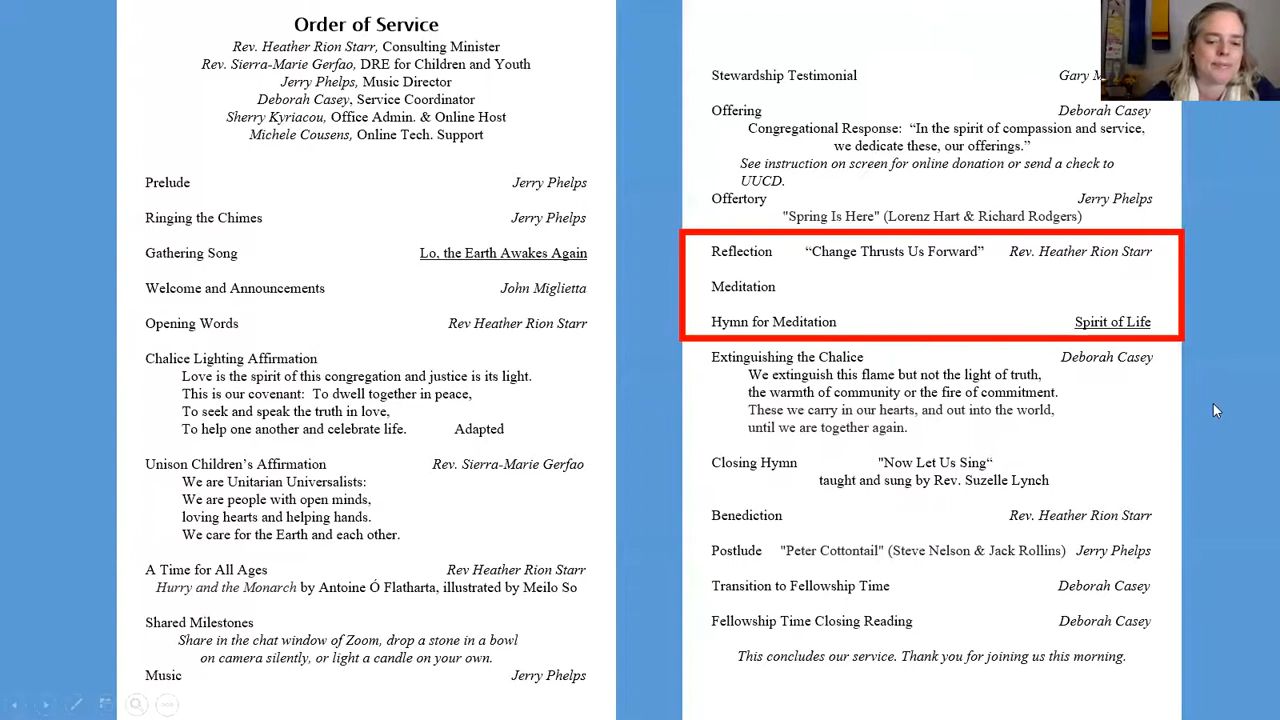 Order of Service
Rev. Heather Rion Starr, Consulting Minister
Rev. Sierra-Marie Gerfao, DRE for Children and Youth
Jerry Phelps, Music Director
Deborah Casey, Service Coordinator
Sherry Kyriacou, Office Admin. & Online Host
Michele Cousens, Online Tech. Support
Prelude Jerry Phelps
Ringing the Chimes Jerry Phelps
Gathering Song Lo, the Earth Awakes Again
Welcome and Announcements John Miglietta
Opening Words Rev Heather Rion Starr
Chalice Lighting Affirmation
Love is the spirit of this congregation and justice is its light.
This is our covenant: To dwell together in peace,
To seek and speak the truth in love,
To help one another and celebrate life. Adapted
Unison Children’s Affirmation Rev. Sierra-Marie Gerfao
We are Unitarian Universalists:
We are people with open minds,
loving hearts and helping hands.
We care for the Earth and each other.
A Time for All Ages Rev Heather Rion Starr
Hurry and the Monarch by Antoine Ó Flatharta, illustrated by Meilo So
Shared Milestones
Share in the chat window of Zoom, drop a stone in a bowl
on camera silently, or light a candle on your own.
Music Jerry Phelps
Stewardship Testimonial Gary
Offering Deborah Casey
Congregational Response: “In the spirit of compassion and service,
we dedicate these, our offerings.”
See instruction on screen for online donation or send a check to
UUCD.
Offertory Jerry Phelps
"Spring Is Here" (Lorenz Hart & Richard Rodgers)
Reflection “Change Thrusts Us Forward” Rev. Heather Rion Starr
Meditation
Hymn for Meditation Spirit of Life
Extinguishing the Chalice Deborah Casey
We extinguish this flame but not the light of truth,
the warmth of community or the fire of commitment.
These we carry in our hearts, and out into the world,
until we are together again.
Closing Hymn "Now Let Us Sing“
taught and sung by Rev. Suzelle Lynch
Benediction Rev. Heather Rion Starr
Postlude "Peter Cottontail" (Steve Nelson & Jack Rollins) Jerry Phelps
Transition to Fellowship Time Deborah Casey
Fellowship Time Closing Reading Deborah Casey
This concludes our service. Thank you for joining us this morning.